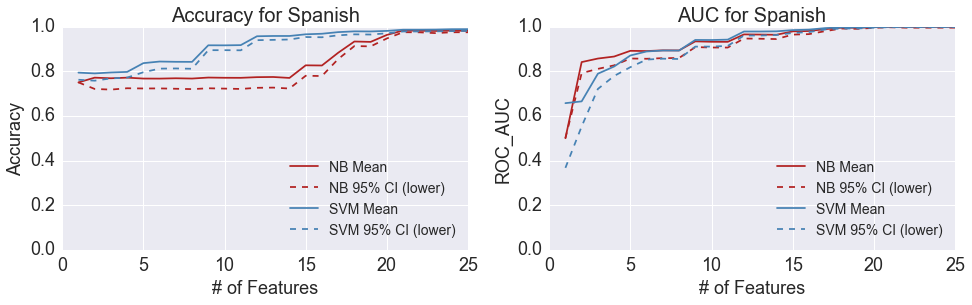 Accuracy for Spanish
1.0
0.8
0.6
0.4
0.2
0.0
Accuracy
NB Mean
NB 95% CI (lower)
SVM Mean
SVM 95% CI (lower)
0 5 10 15 20 25
# of Features
AUC for Spanish
1.0
0.8
0.6
0.4
0.2
0.0
ROC_AUC
NB Mean
NB 95% CI (lower)
SVM Mean
SVM 95% CI (lower)
0 5 10 15 20 25
# of Features